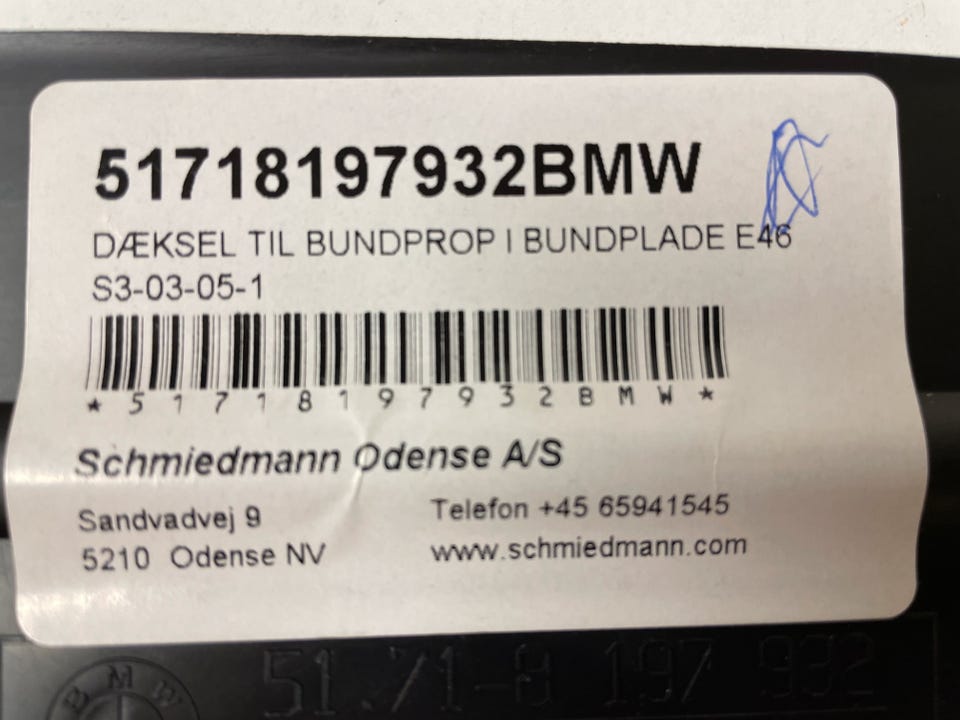 51718197932BMW
DÆKSEL TIL BUNDPROP I BUNDPLADE E46
S3-03-05-1
*51718197932BMW*
Schmiedmann Odense A/S
Sandvadvej 9
Telefon +45 65941545
5210 Odense NV
www.schmiedmann.com
BMW
51.71-8 197 932